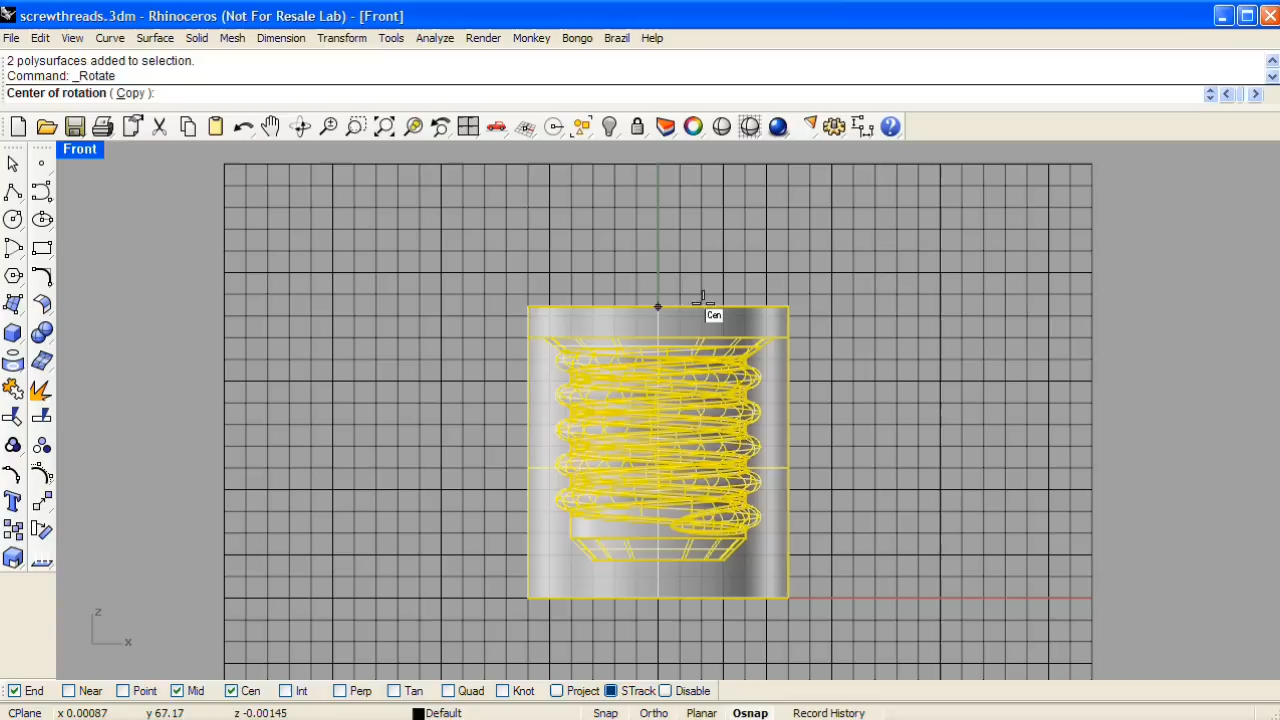 screwthreads.3dm - Rhinoceros (Not For Resale Lab) - [Front]
File Edit View Curve Surface Solid Mesh Dimension Transform Tools Analyze Render Monkey Bongo Brazil Help
2 polysurfaces added to selection.
Command: _Rotate
Center of rotation ( Copy ):
Front
Cen
z
x
End Near Point Mid Cen Int Perp Tan Quad Knot Project STrack Disable
x 0.00087 y 67.17 z -0.00145 Default Snap Ortho Planar Osnap Record History